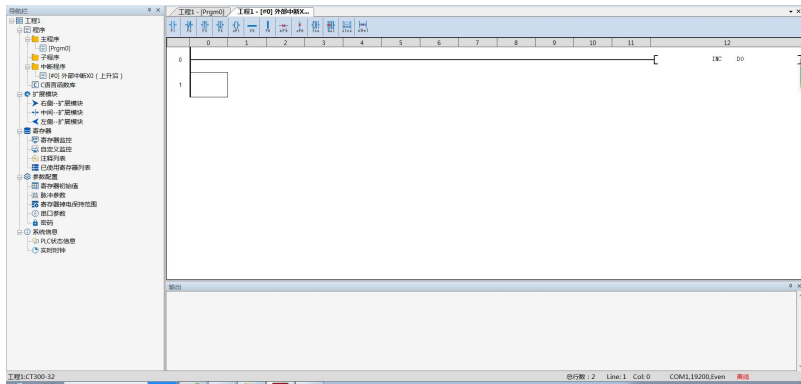 导航栏
工程1
程序
主程序
[Prgm0]
子程序
中断程序
[#0] 外部中断X0 ( 上升沿 )
C语言函数库
扩展模块
右侧--扩展模块
中间--扩展模块
左侧--扩展模块
寄存器
寄存器监控
自定义监控
注释列表
已使用寄存器列表
参数配置
寄存器初始值
脉冲参数
寄存器掉电保持范围
串口参数
密码
系统信息
PLC状态信息
实时时钟
工程1 - [Prgm0]
工程1 - [#0] 外部中断X...
0 1 2 3 4 5 6 7 8 9 10 11 12
0
INC D0
1
输出
工程1:CT300-32
总行数 : 2 Line: 1 Col: 0 COM1,19200,Even 离线